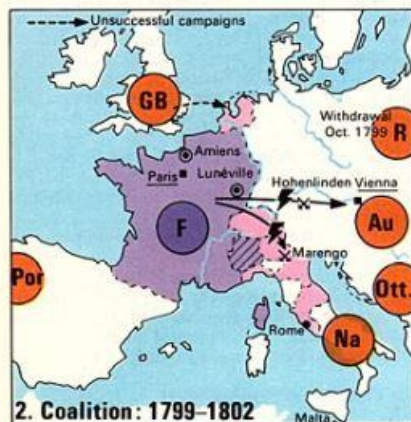 Unsuccessful campaigns
GB
Withdrawal
Oct. 1799
R
Amiens
Paris
Lunéville
Hohenlinden
Vienna
F
Au
Por
Marengo
Ott.
Rome
Na
2. Coalition: 1799–1802
Malta